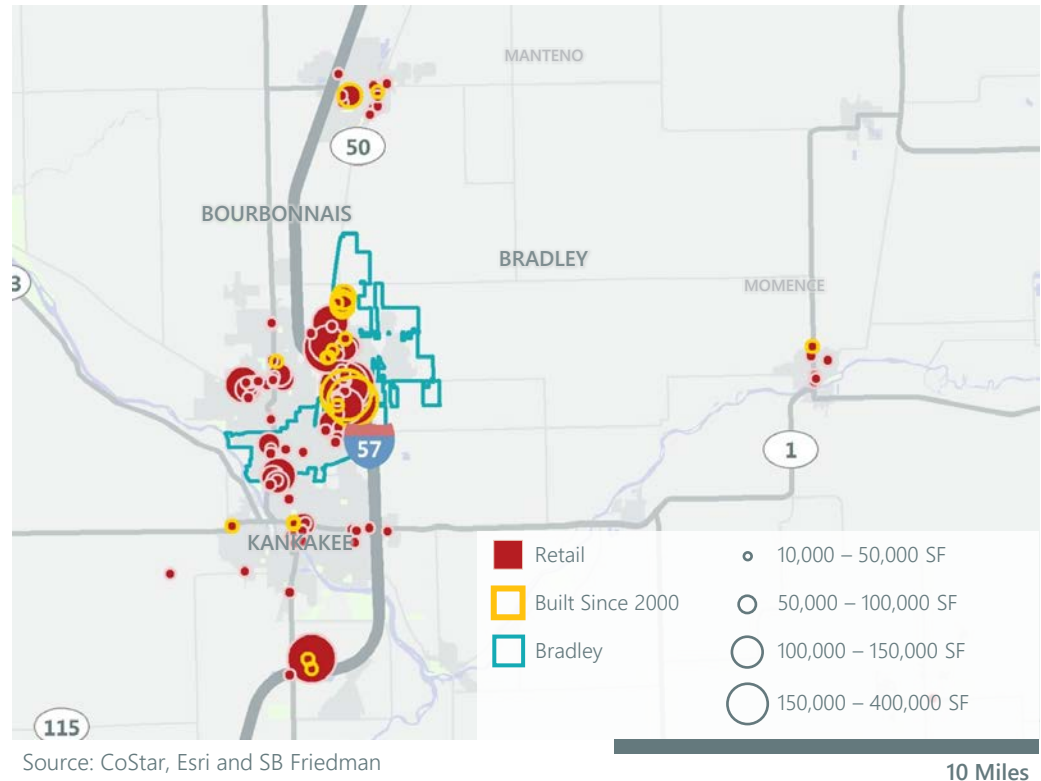 MANTENO
50
BOURBONNAIS
BRADLEY
3
MOMENCE
57
1
KANKAKEE
Retail
10,000 – 50,000 SF
Built Since 2000
50,000 – 100,000 SF
Bradley
100,000 – 150,000 SF
150,000 – 400,000 SF
115
Source: CoStar, Esri and SB Friedman
10 Miles